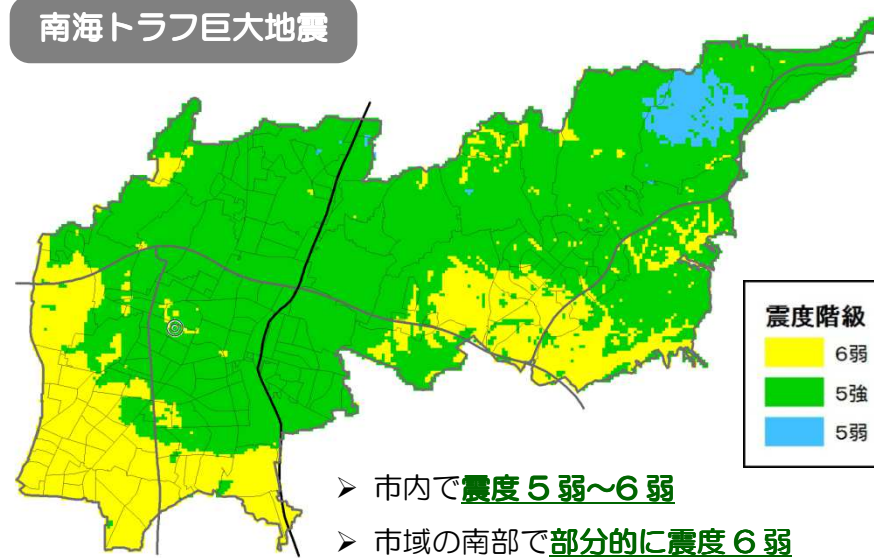 南海トラフ巨大地震
震度階級
6弱
5強
5弱
➢ 市内で震度５弱～６弱
➢ 市域の南部で部分的に震度６弱